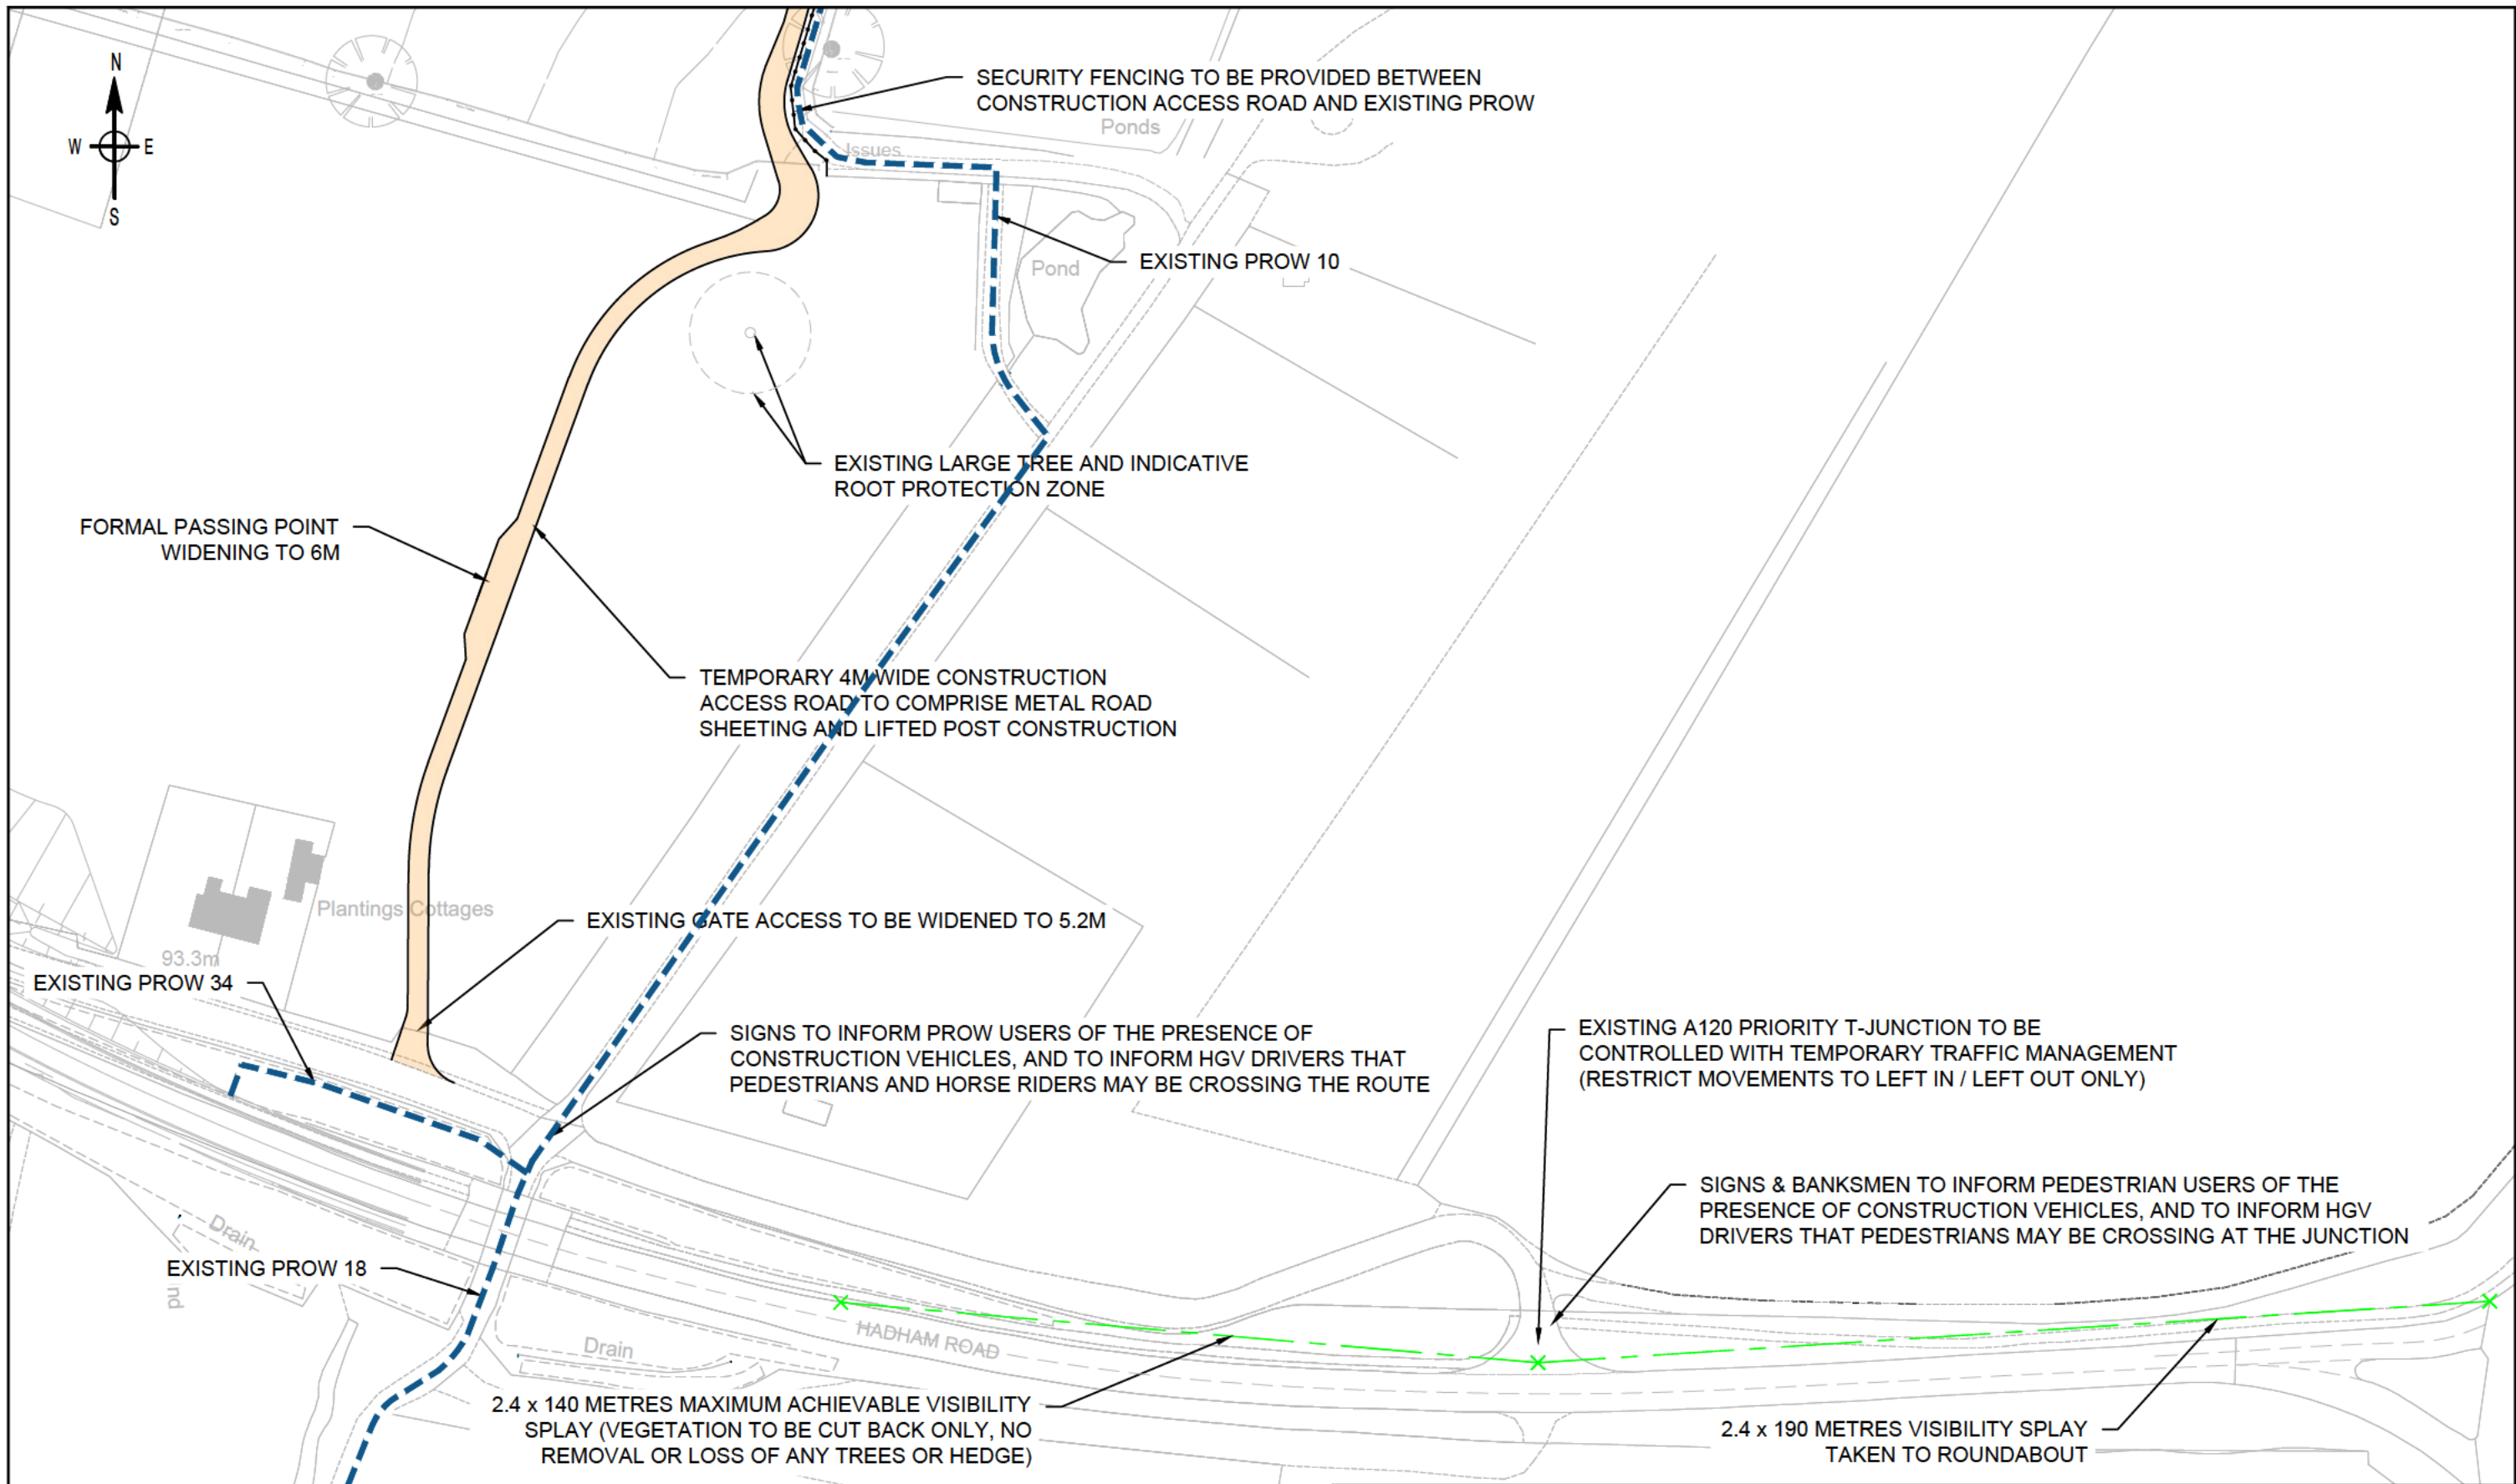 N
W E
S
SECURITY FENCING TO BE PROVIDED BETWEEN
CONSTRUCTION ACCESS ROAD AND EXISTING PROW
Ponds
Issues
EXISTING PROW 10
Pond
EXISTING LARGE TREE AND INDICATIVE
ROOT PROTECTION ZONE
FORMAL PASSING POINT
WIDENING TO 6M
TEMPORARY 4M WIDE CONSTRUCTION
ACCESS ROAD TO COMPRISE METAL ROAD
SHEETING AND LIFTED POST CONSTRUCTION
Plantings Cottages
EXISTING GATE ACCESS TO BE WIDENED TO 5.2M
93.3m
EXISTING PROW 34
SIGNS TO INFORM PROW USERS OF THE PRESENCE OF
CONSTRUCTION VEHICLES, AND TO INFORM HGV DRIVERS THAT
PEDESTRIANS AND HORSE RIDERS MAY BE CROSSING THE ROUTE
EXISTING A120 PRIORITY T-JUNCTION TO BE
CONTROLLED WITH TEMPORARY TRAFFIC MANAGEMENT
(RESTRICT MOVEMENTS TO LEFT IN / LEFT OUT ONLY)
SIGNS & BANKSMEN TO INFORM PEDESTRIAN USERS OF THE
PRESENCE OF CONSTRUCTION VEHICLES, AND TO INFORM HGV
DRIVERS THAT PEDESTRIANS MAY BE CROSSING AT THE JUNCTION
Drain
EXISTING PROW 18
nd
HADHAM ROAD
Drain
2.4 x 140 METRES MAXIMUM ACHIEVABLE VISIBILITY
SPLAY (VEGETATION TO BE CUT BACK ONLY, NO
REMOVAL OR LOSS OF ANY TREES OR HEDGE)
2.4 x 190 METRES VISIBILITY SPLAY
TAKEN TO ROUNDABOUT